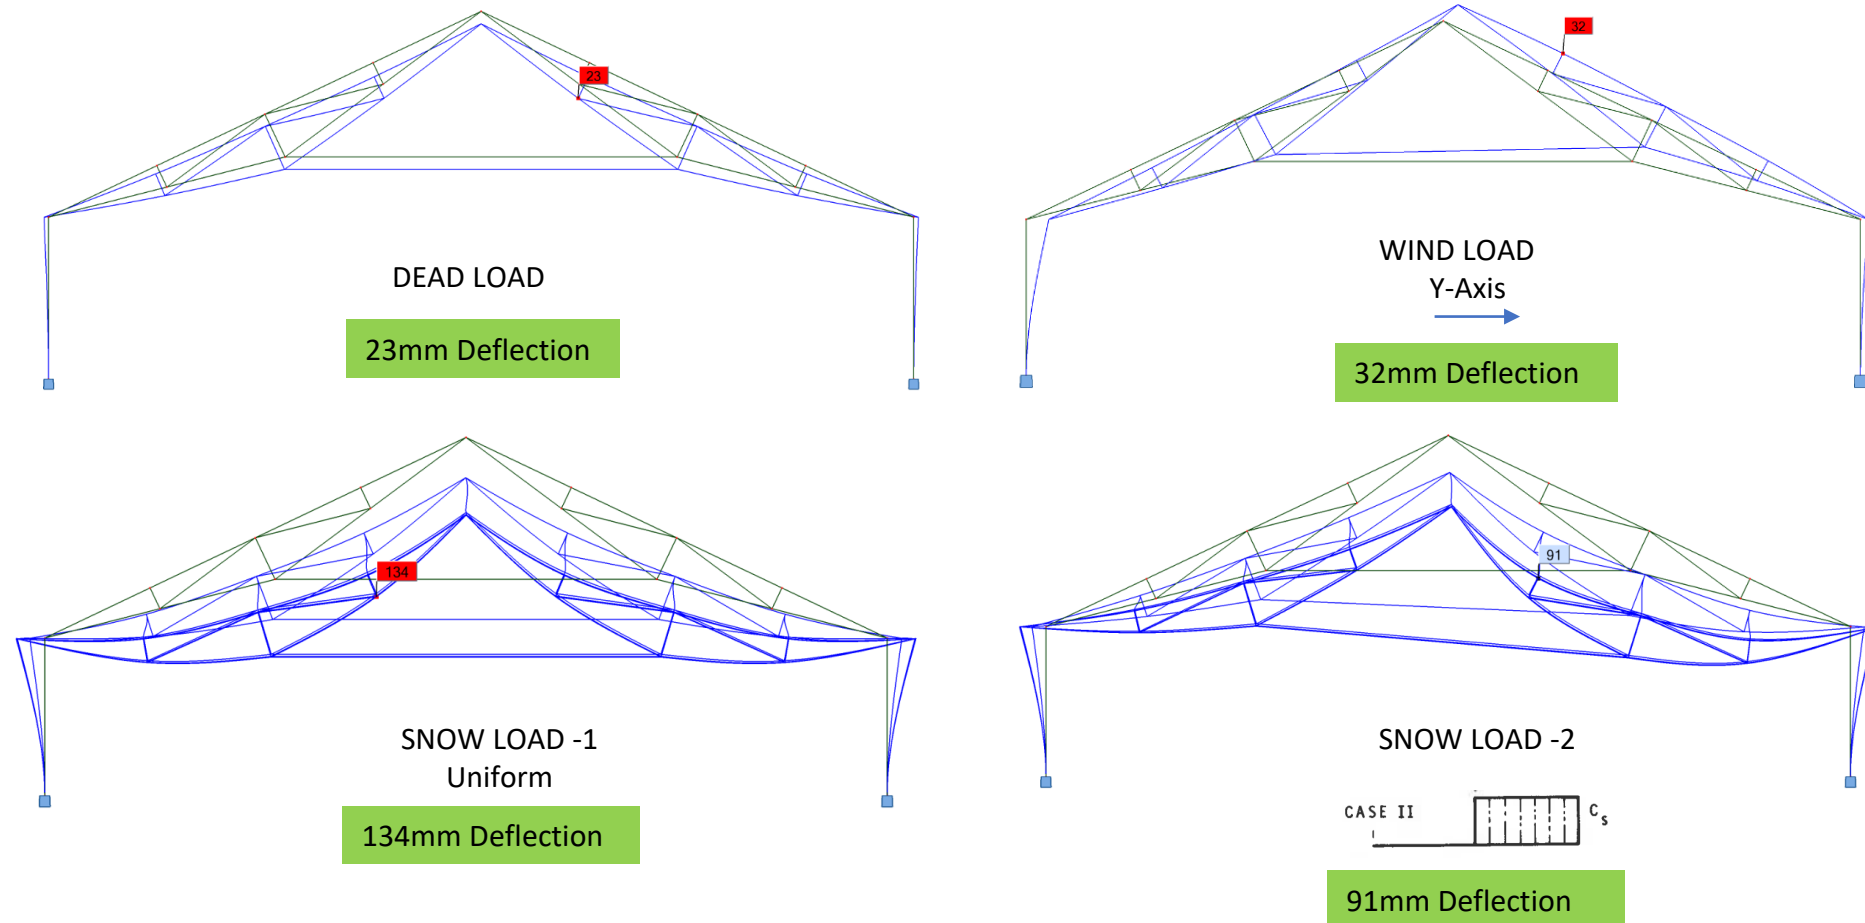 23
DEAD LOAD
23mm Deflection
32
WIND LOAD
Y-Axis
32mm Deflection
134
SNOW LOAD -1
Uniform
134mm Deflection
91
SNOW LOAD -2
CASE II
Cs
91mm Deflection